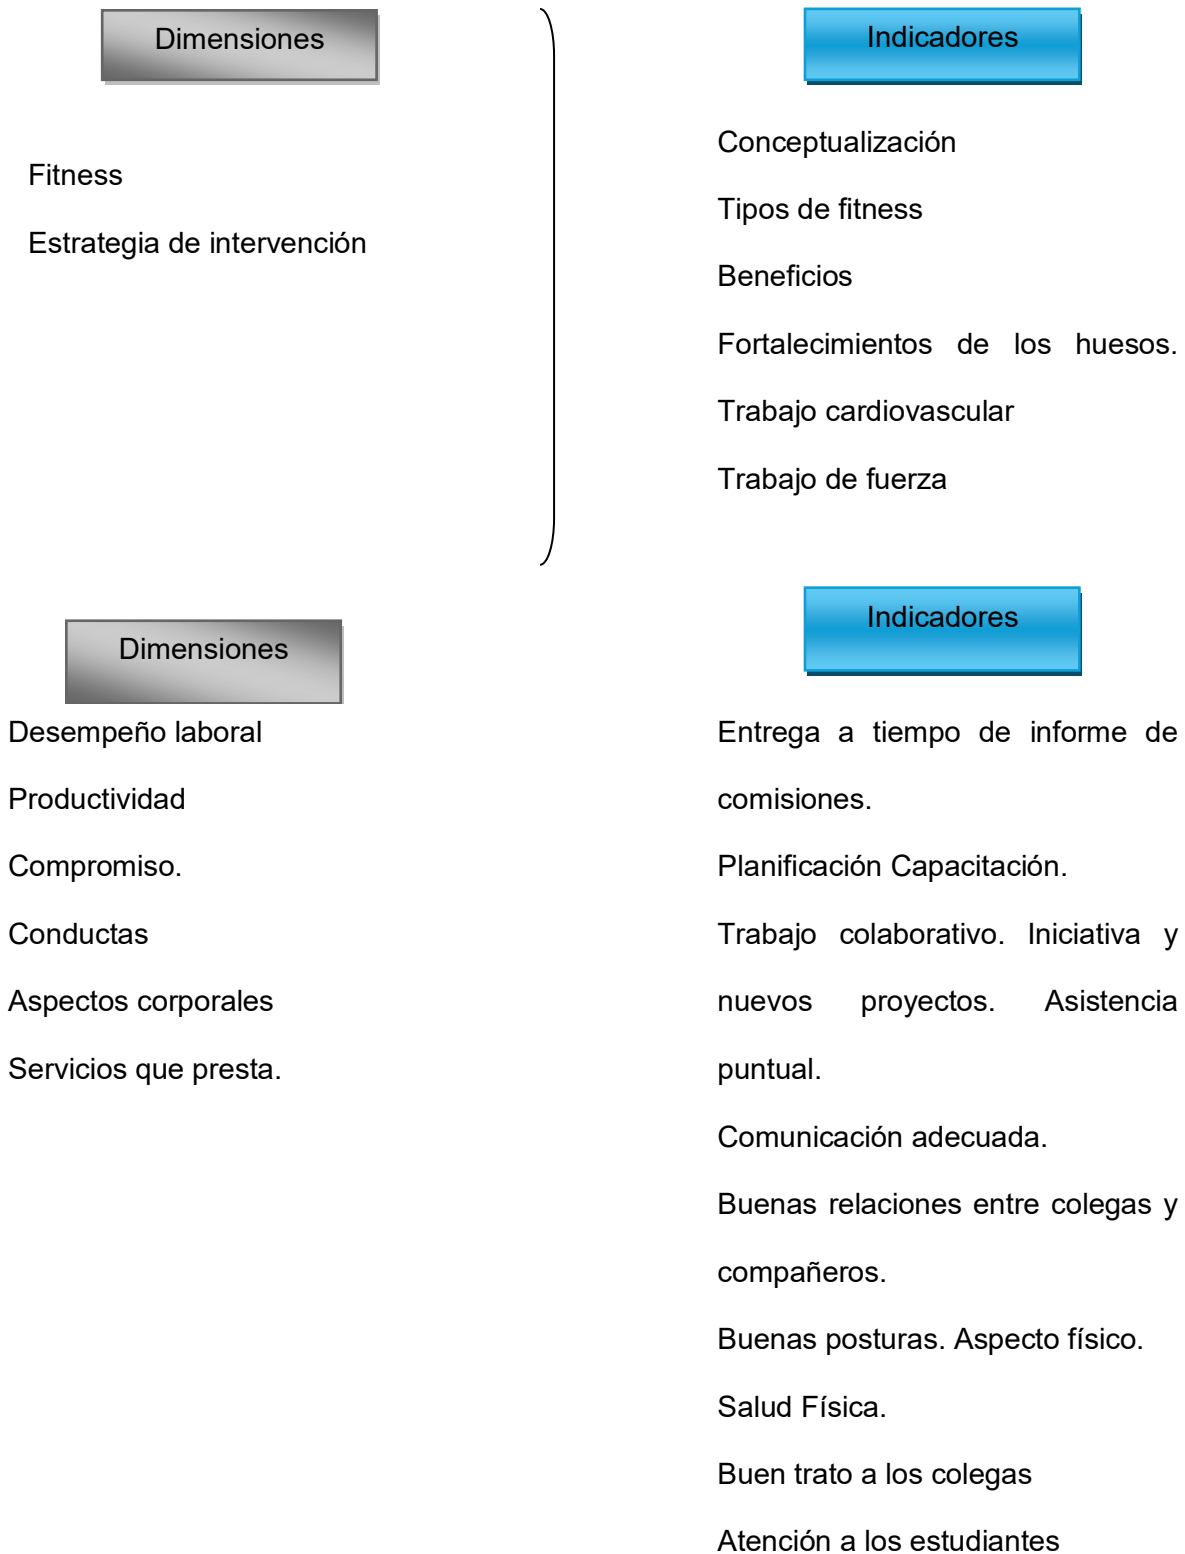 Dimensiones
Indicadores
Fitness
Estrategia de intervención
Conceptualización
Tipos de fitness
Beneficios
Fortalecimientos de los huesos.
Trabajo cardiovascular
Trabajo de fuerza
Dimensiones
Indicadores
Desempeño laboral
Productividad
Compromiso.
Conductas
Aspectos corporales
Servicios que presta.
Entrega a tiempo de informe de
comisiones.
Planificación Capacitación.
Trabajo colaborativo. Iniciativa y
nuevos proyectos. Asistencia
puntual.
Comunicación adecuada.
Buenas relaciones entre colegas y
compañeros.
Buenas posturas. Aspecto físico.
Salud Física.
Buen trato a los colegas
Atención a los estudiantes